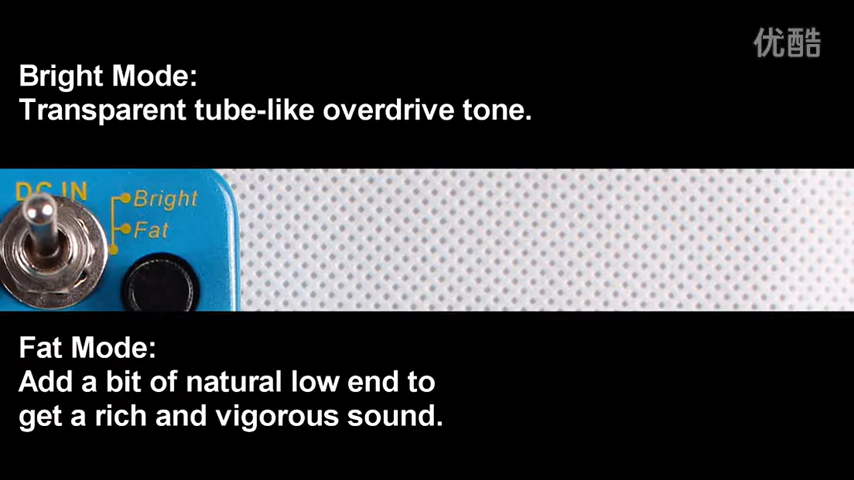 优酷
Bright Mode:
Transparent tube-like overdrive tone.
DC IN
Bright
Fat
Fat Mode:
Add a bit of natural low end to
get a rich and vigorous sound.